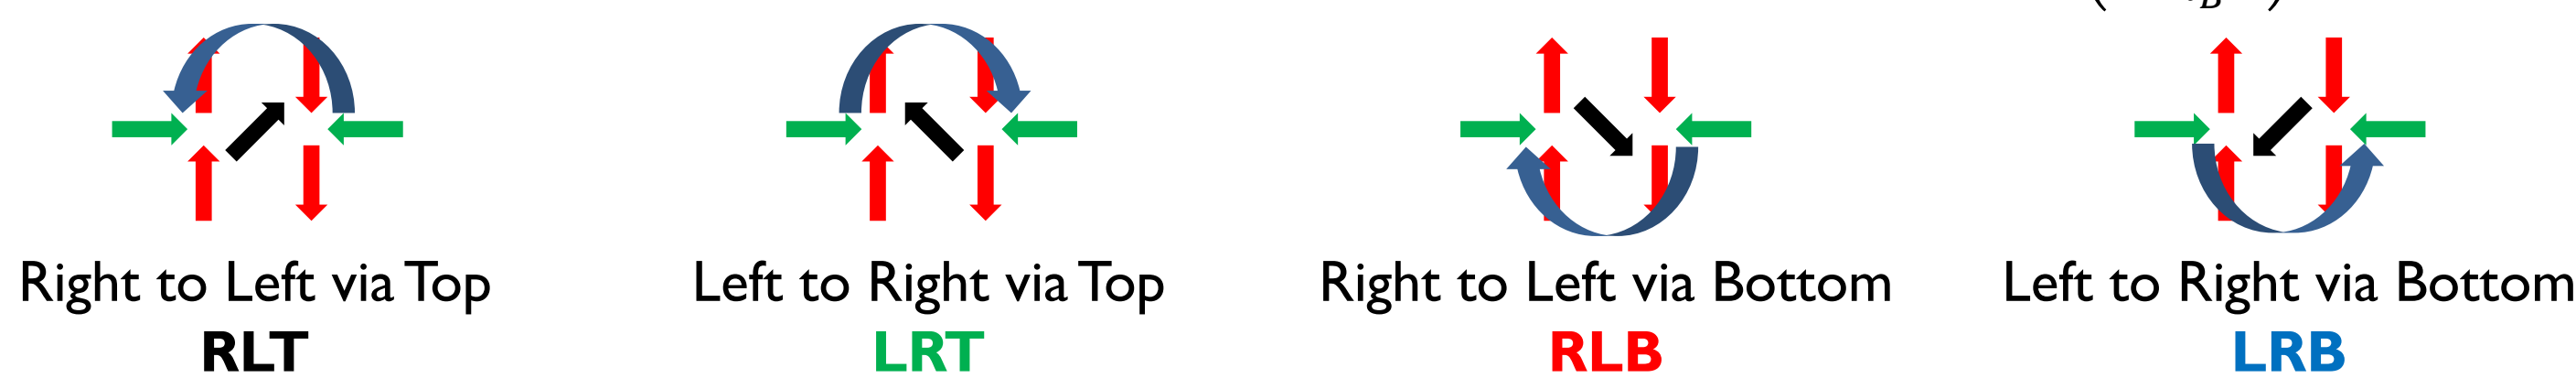 Right to Left via Top
RLT
Left to Right via Top
LRT
Right to Left via Bottom
RLB
Left to Right via Bottom
LRB